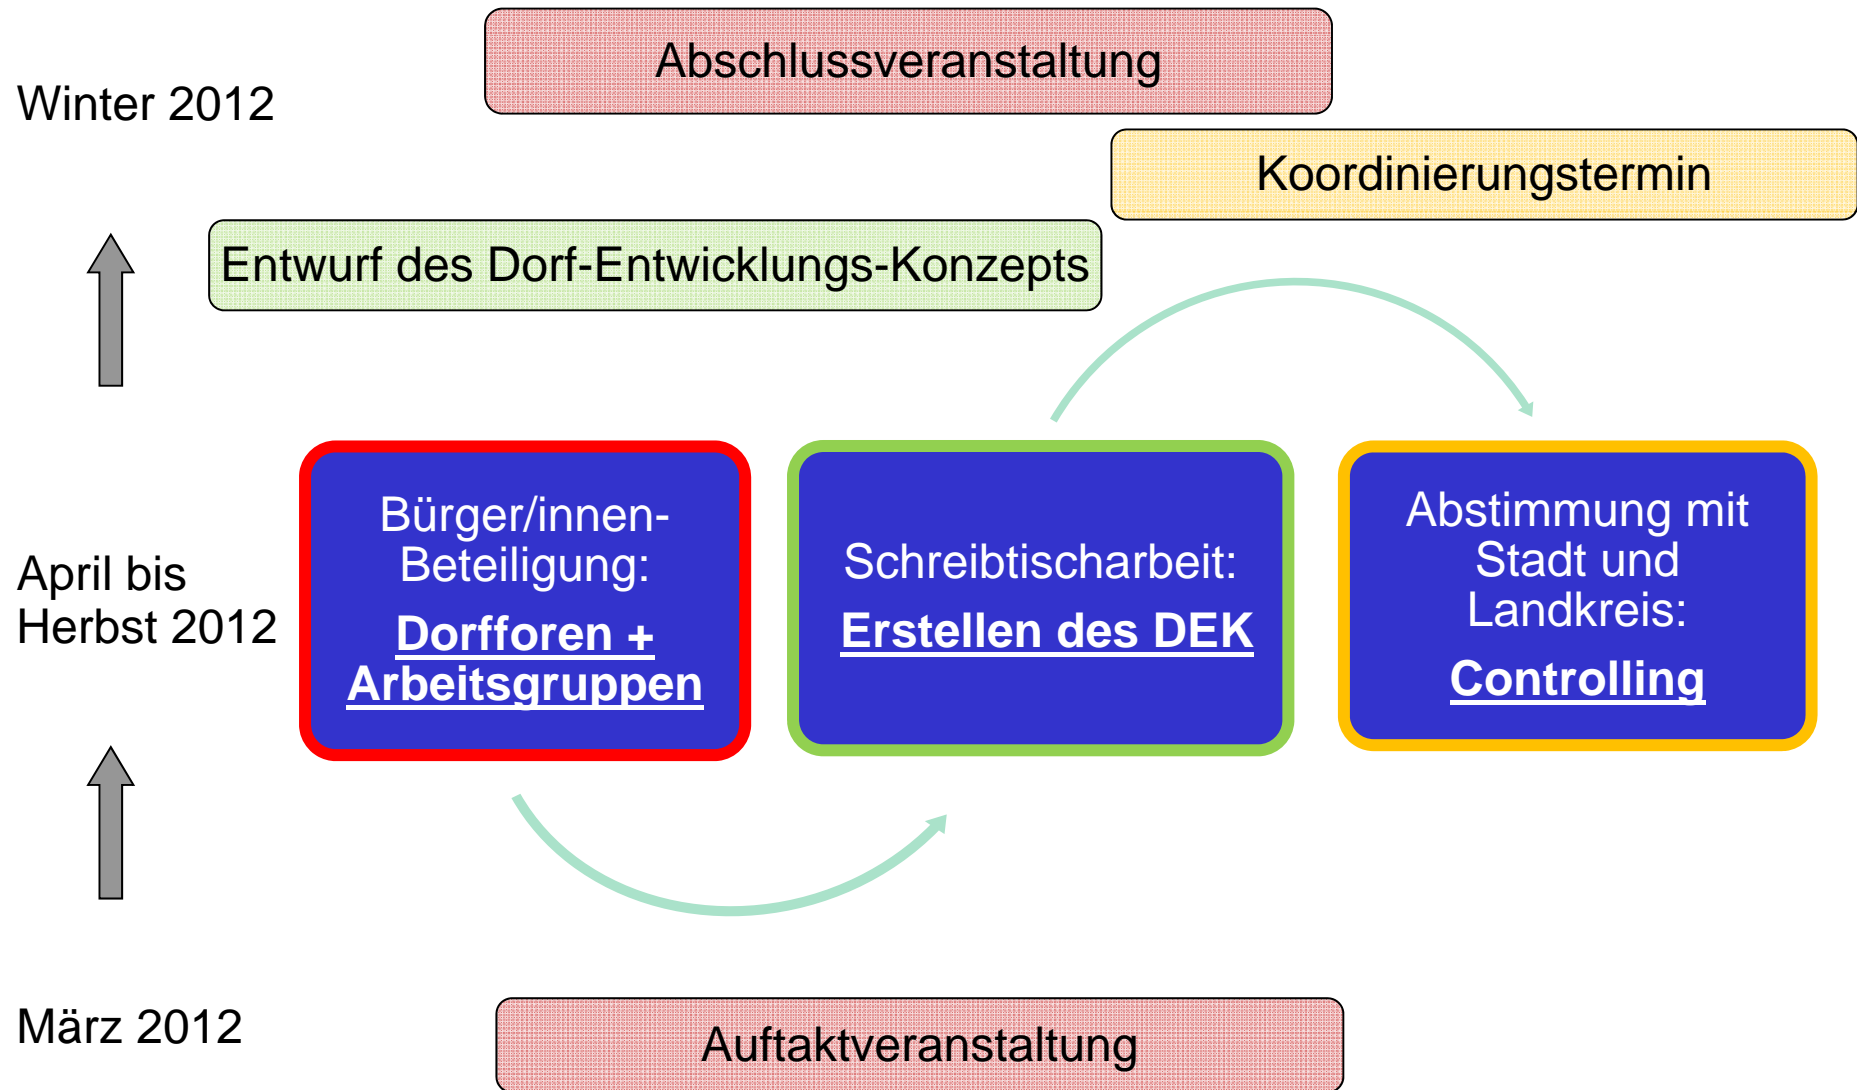 Abschlussveranstaltung
Winter 2012
Koordinierungstermin
Entwurf des Dorf-Entwicklungs-Konzepts
April bis
Herbst 2012
Bürger/innen-
Beteiligung:
Dorfforen +
Arbeitsgruppen
Schreibtischarbeit:
Erstellen des DEK
Abstimmung mit
Stadt und
Landkreis:
Controlling
März 2012
Auftaktveranstaltung